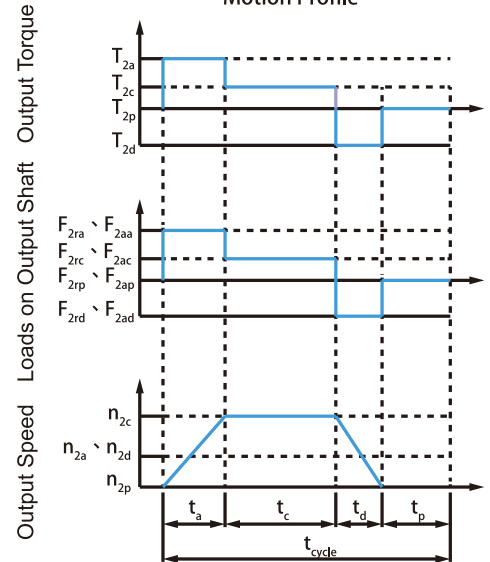 Motion Profile
Output Torque
T2a
T2c
T2p
T2d
Loads on Output Shaft
F2ra、F2aa
F2rc、F2ac
F2rp、F2ap
F2rd、F2ad
Output Speed
n2c
n2a、n2d
n2p
ta tc td tp
tcycle